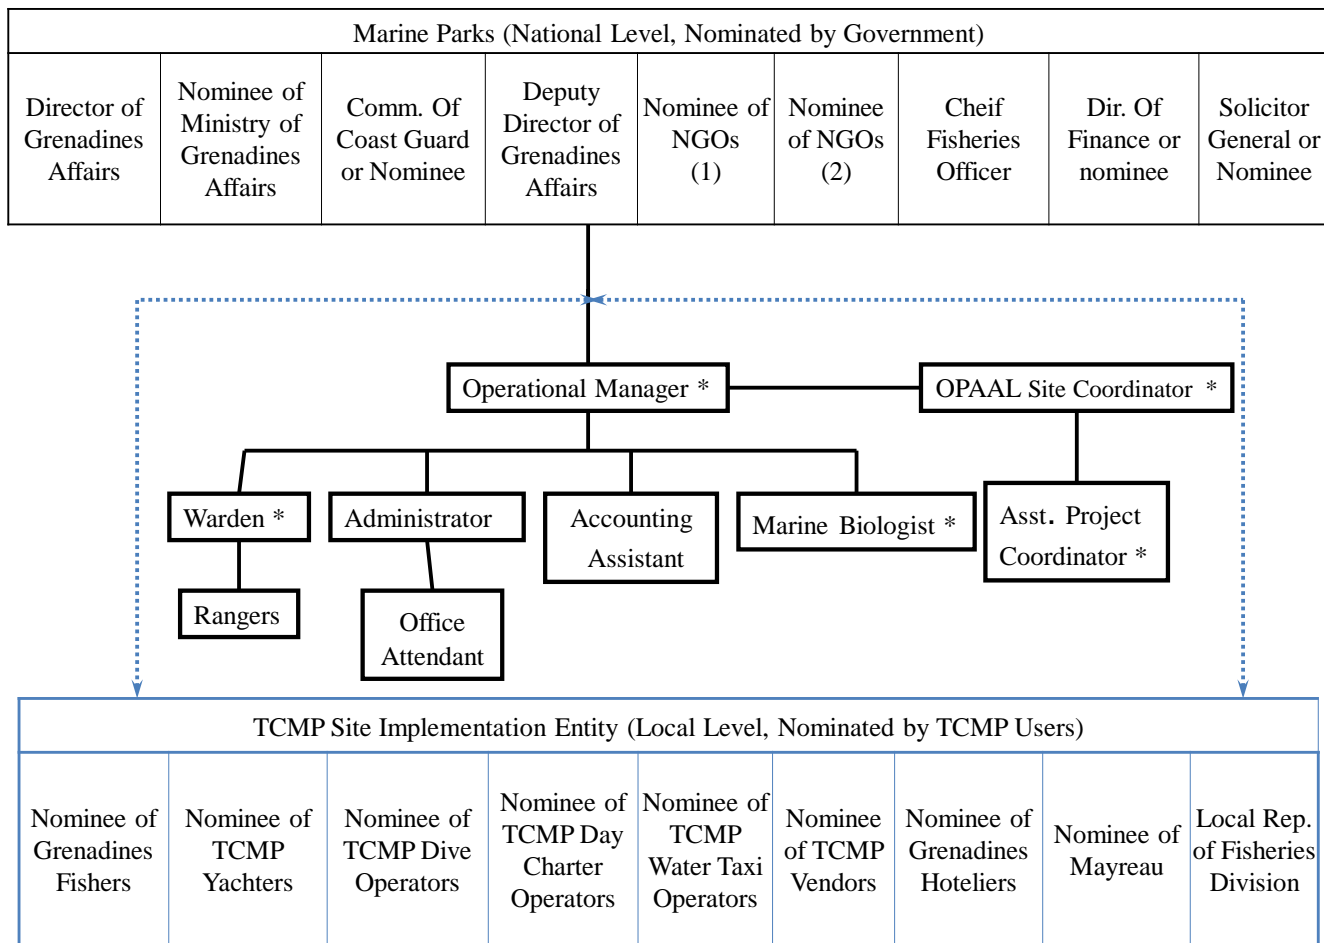 Marine Parks (National Level, Nominated by Government)
Director of
Grenadines
Affairs
Nominee of
Ministry of
Grenadines
Affairs
Comm. Of
Coast Guard
or Nominee
Deputy
Director of
Grenadines
Affairs
Nominee of
NGOs
(1)
Nominee
of NGOs
(2)
Cheif
Fisheries
Officer
Dir. Of
Finance or
nominee
Solicitor
General or
Nominee
Operational Manager *
OPAAL Site Coordinator *
Warden *
Administrator
Accounting
Assistant
Marine Biologist *
Asst. Project
Coordinator *
Rangers
Office
Attendant
TCMP Site Implementation Entity (Local Level, Nominated by TCMP Users)
Nominee of
Grenadines
Fishers
Nominee of
TCMP
Yachters
Nominee of
TCMP Dive
Operators
Nominee of
TCMP Day
Charter
Operators
Nominee of
TCMP
Water Taxi
Operators
Nominee
of TCMP
Vendors
Nominee of
Grenadines
Hoteliers
Nominee of
Mayreau
Local Rep.
of Fisheries
Division